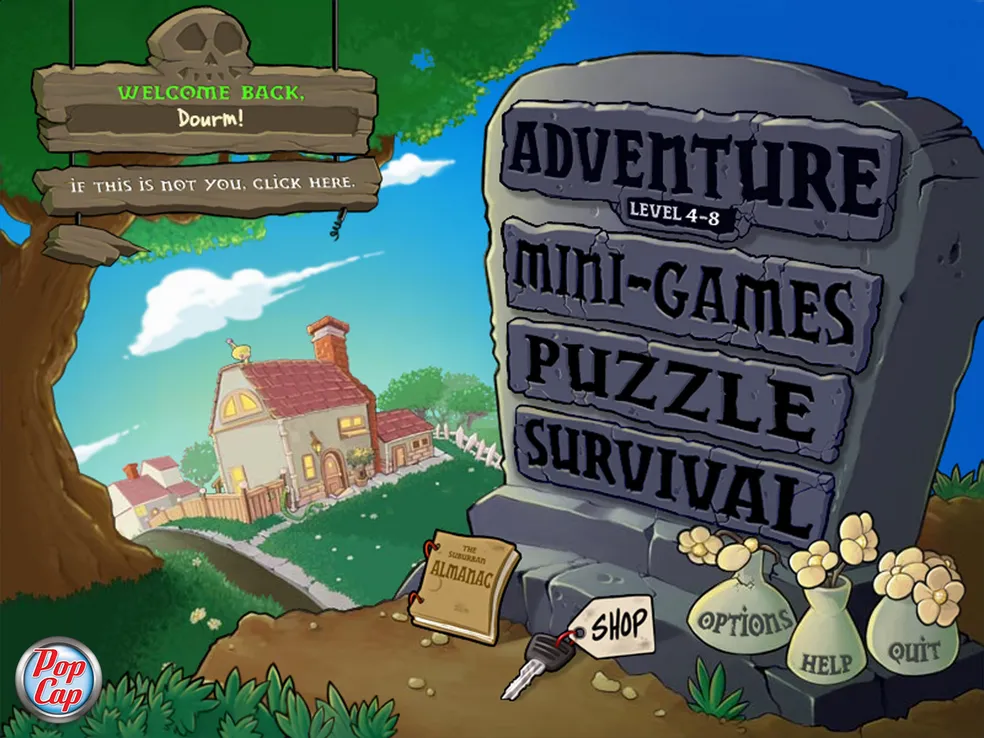 WELCOME BACK,
Dourm!
IF THIS IS NOT YOU, CLICK HERE.
ADVENTURE
LEVEL 4-8
MINI-GAMES
PUZZLE
SURVIVAL
THE
SUBURBAN
ALMANAC
SHOP
OPTIONS
HELP
QUIT
Pop
Cap